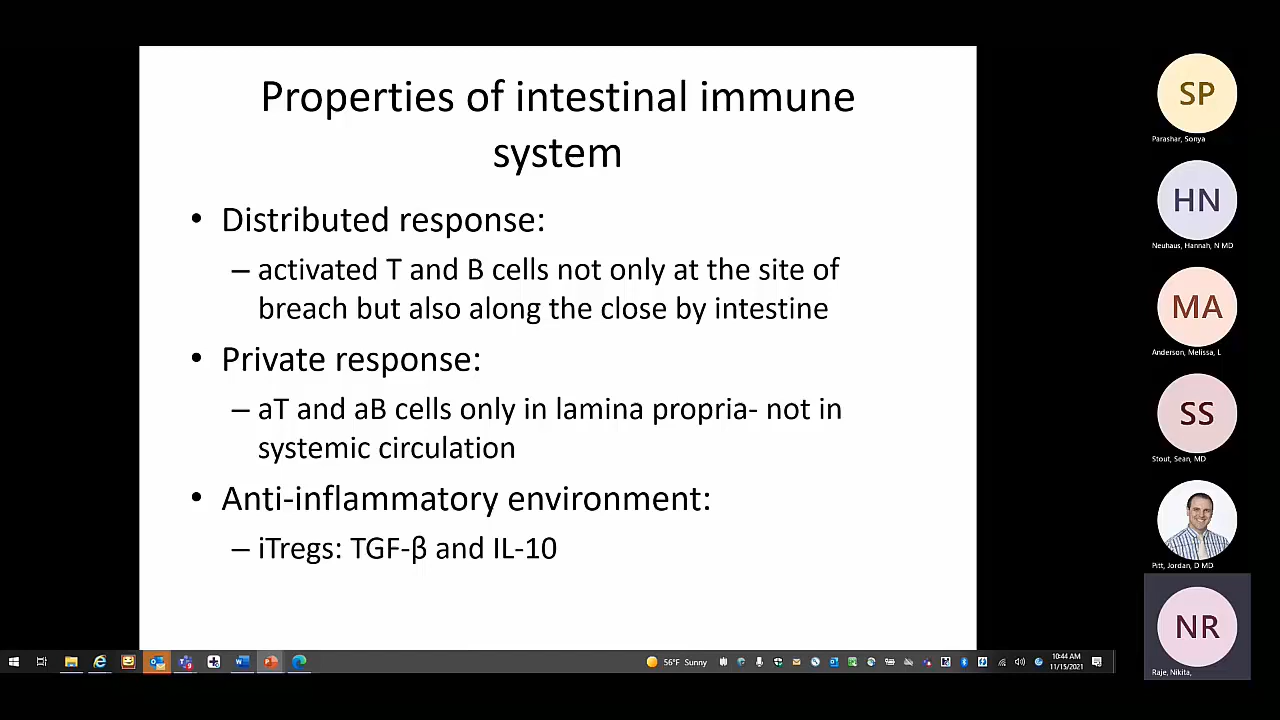 Properties of intestinal immune
system
• Distributed response:
– activated T and B cells not only at the site of
breach but also along the close by intestine
• Private response:
– aT and aB cells only in lamina propria- not in
systemic circulation
• Anti-inflammatory environment:
– iTregs: TGF-β and IL-10
SP
Parashar, Sonya
HN
Neuhaus, Hannah, N MD
MA
Anderson, Melissa, L
SS
Stout, Sean, MD
Pitt, Jordan, D MD
NR
Raje, Nikita,
56°F Sunny
10:44 AM
11/15/2021